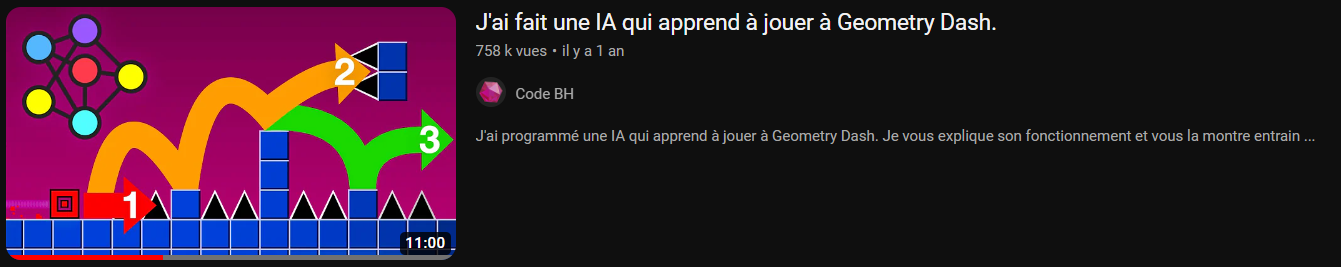 J'ai fait une IA qui apprend à jouer à Geometry Dash.
758 k vues • il y a 1 an
Code BH
J'ai programmé une IA qui apprend à jouer à Geometry Dash. Je vous explique son fonctionnement et vous la montre entrain ...
2
3
1
11:00